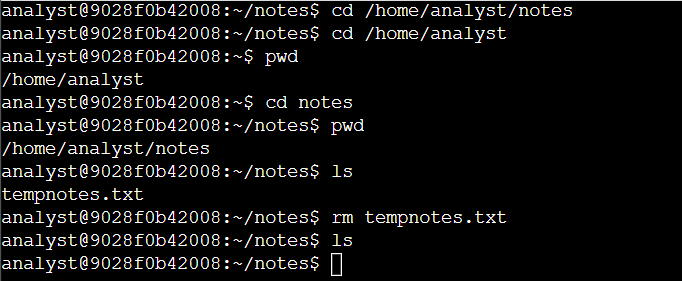 analyst@9028f0b42008:~/notes$ cd /home/analyst/notes
analyst@9028f0b42008:~/notes$ cd /home/analyst
analyst@9028f0b42008:~$ pwd
/home/analyst
analyst@9028f0b42008:~$ cd notes
analyst@9028f0b42008:~/notes$ pwd
/home/analyst/notes
analyst@9028f0b42008:~/notes$ ls
tempnotes.txt
analyst@9028f0b42008:~/notes$ rm tempnotes.txt
analyst@9028f0b42008:~/notes$ ls
analyst@9028f0b42008:~/notes$